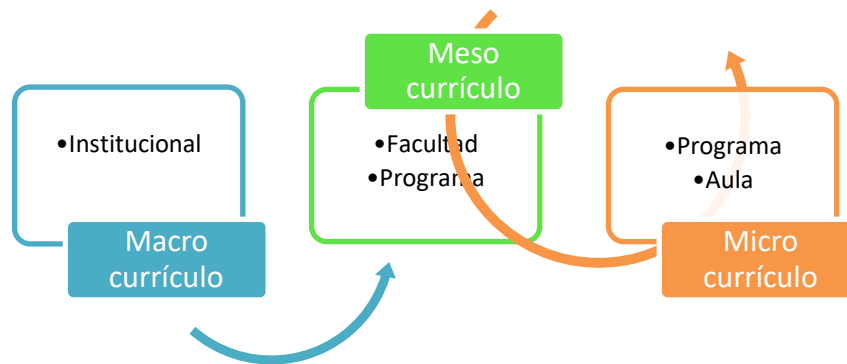 •Institucional
Macro
currículo
Meso
currículo
•Facultad
•Programa
•Programa
•Aula
Micro
currículo